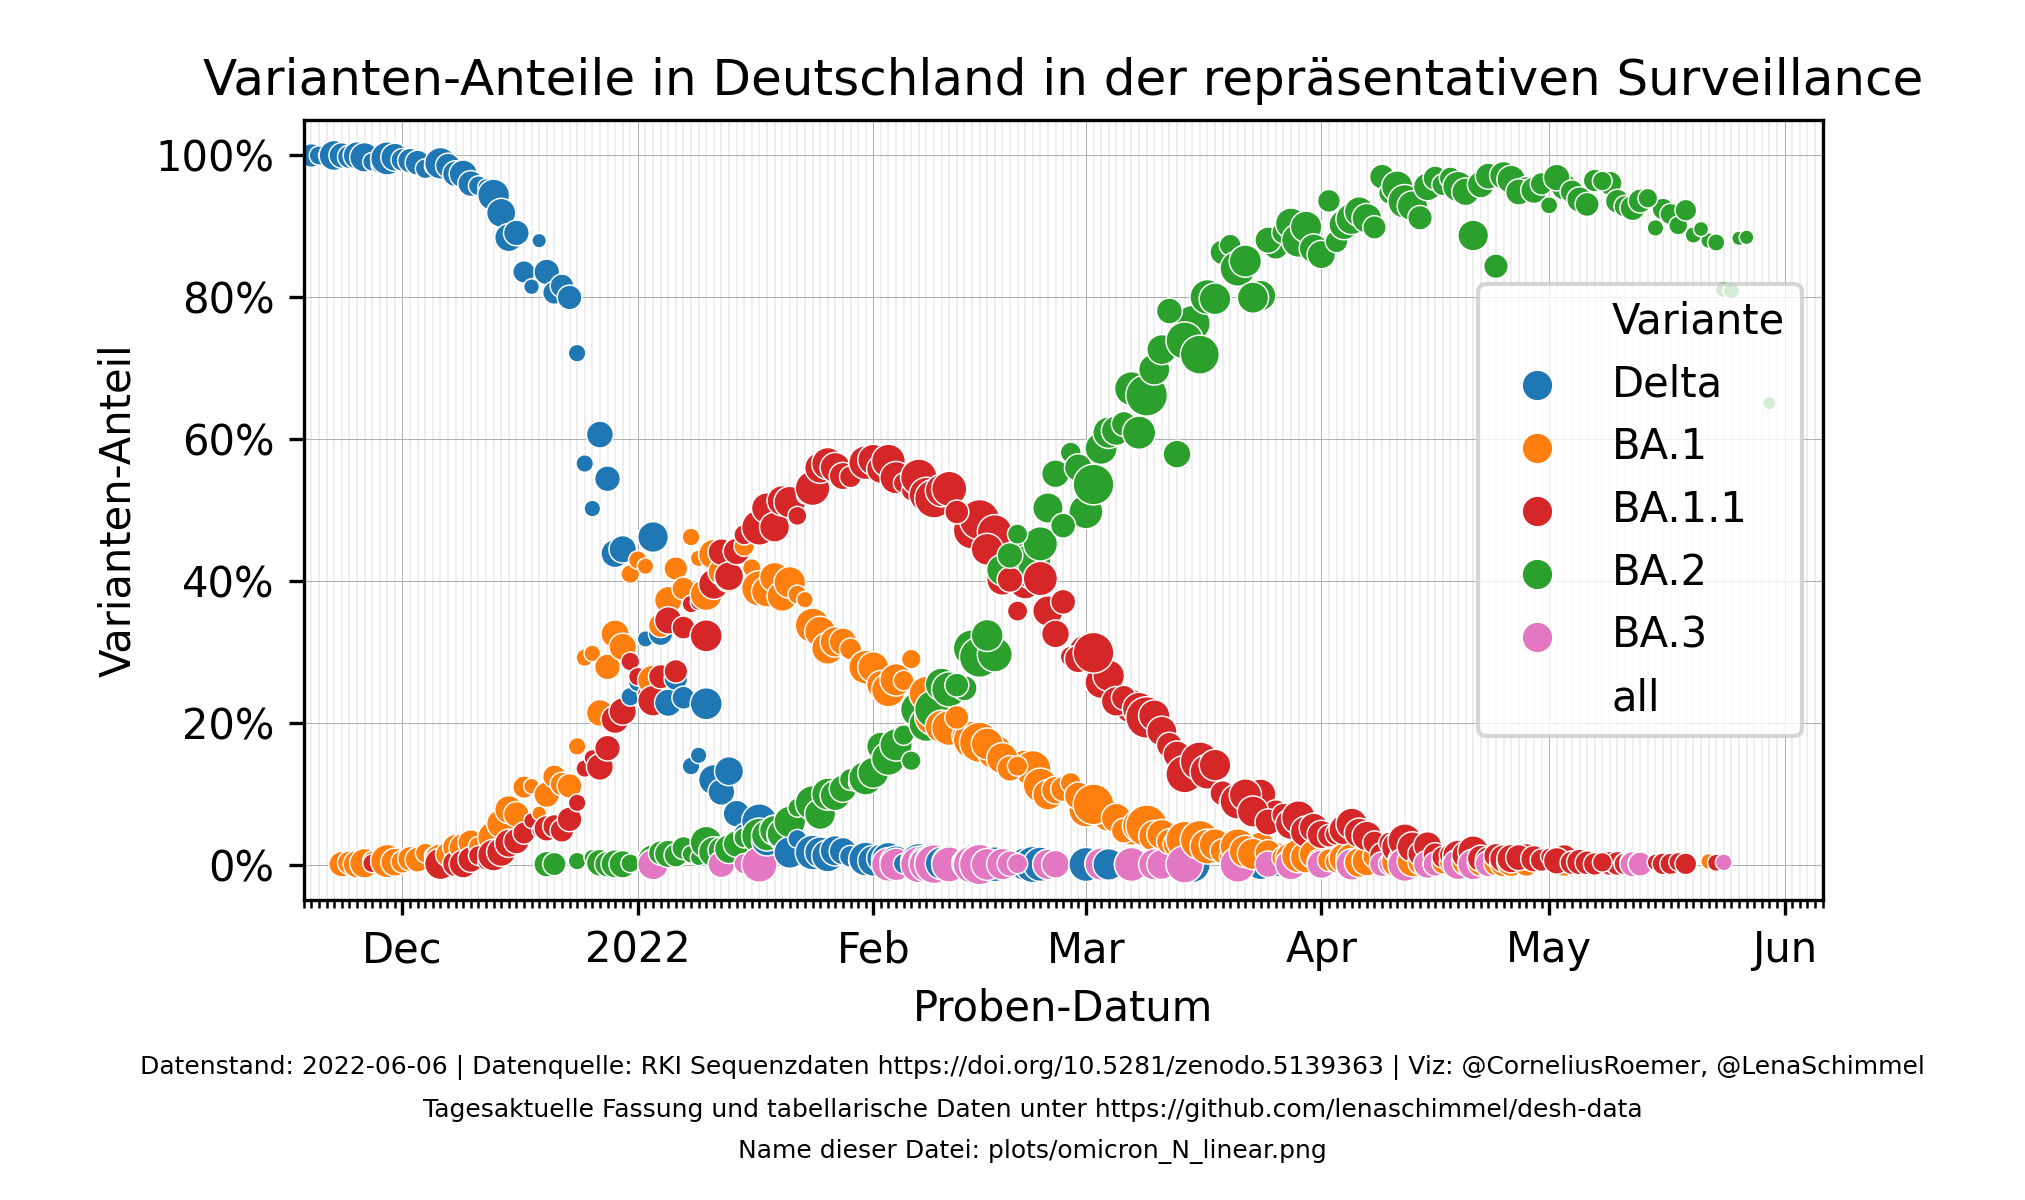 Varianten-Anteile in Deutschland in der repräsentativen Surveillance
Varianten-Anteil
100%
80%
60%
40%
20%
0%
Variante
Delta
BA.1
BA.1.1
BA.2
BA.3
all
Dec 2022 Feb Mar Apr May Jun
Proben-Datum
Datenstand: 2022-06-06 | Datenquelle: RKI Sequenzdaten https://doi.org/10.5281/zenodo.5139363 | Viz: @CorneliusRoemer, @LenaSchimmel
Tagesaktuelle Fassung und tabellarische Daten unter https://github.com/lenaschimmel/desh-data
Name dieser Datei: plots/omicron_N_linear.png